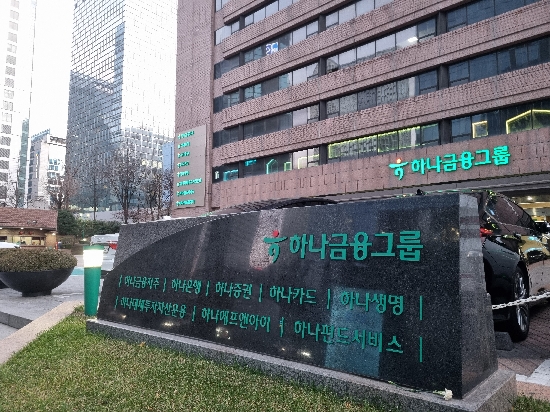 하나금융그룹
하나금융그룹
| 하나금융지주 | 하나은행 | 하나증권 | 하나카드 | 하나생명 |
| 하나대체투자자산운용 | 하나에프앤아이 | 하나펀드서비스 |